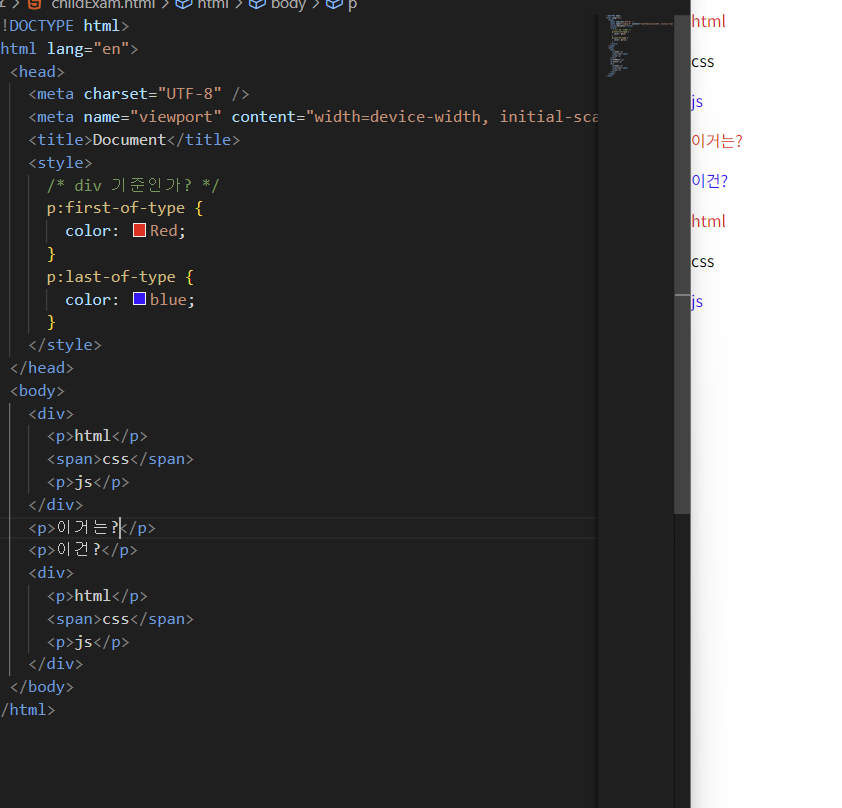 childExam.html > html > body > p
!DOCTYPE html>
html lang="en">
<head>
<meta charset="UTF-8" />
<meta name="viewport" content="width=device-width, initial-sca
<title>Document</title>
<style>
/* div 기준인가? */
p:first-of-type {
color: Red;
}
p:last-of-type {
color: blue;
}
</style>
</head>
<body>
<div>
<p>html</p>
<span>css</span>
<p>js</p>
</div>
<p>이거는?</p>
<p>이건?</p>
<div>
<p>html</p>
<span>css</span>
<p>js</p>
</div>
</body>
/html>
html
css
js
이거는?
이건?
html
css
js